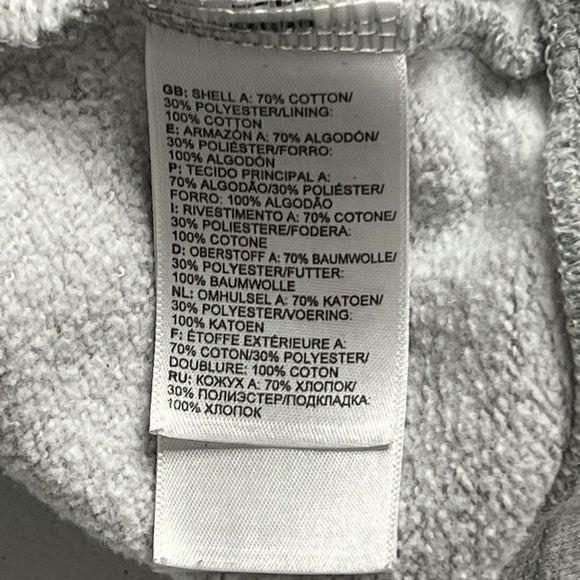 GB: SHELL A: 70% COTTON/
30% POLYESTER/LINING:
100% COTTON
E: ARMAZÓN A: 70% ALGODÓN/
30% POLIÉSTER/FORRO:
100% ALGODÓN
P: TECIDO PRINCIPAL A:
70% ALGODÃO/30% POLIÉSTER/
FORRO: 100% ALGODÃO
I: RIVESTIMENTO A: 70% COTONE/
30% POLIESTERE/FODERA:
100% COTONE
D: OBERSTOFF A: 70% BAUMWOLLE/
30% POLYESTER/FUTTER:
100% BAUMWOLLE
NL: OMHULSEL A: 70% KATOEN/
30% POLYESTER/VOERING:
100% KATOEN
F: ÉTOFFE EXTÉRIEURE A:
70% COTON/30% POLYESTER/
DOUBLURE: 100% COTON
RU: КОЖУХ A: 70% ХЛОПОК/
30% ПОЛИЭСТЕР/ПОДКЛАДКА:
100% ХЛОПОК